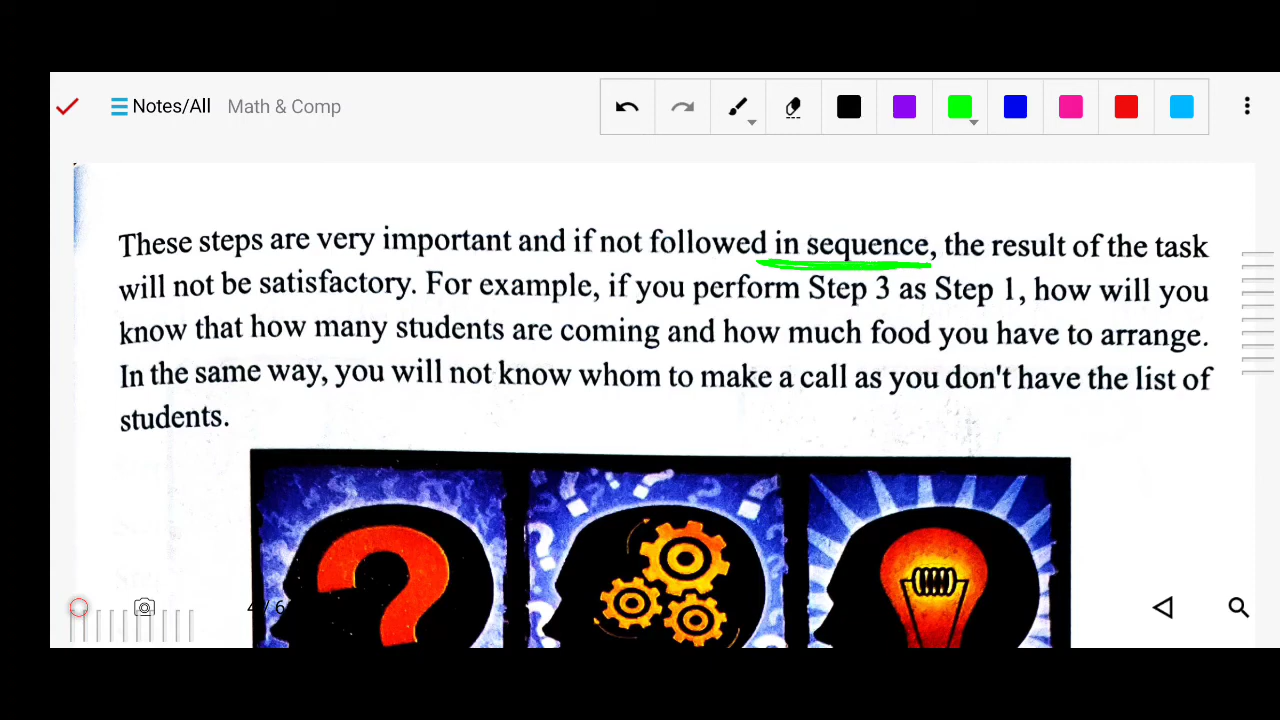 Notes/All Math & Comp
These steps are very important and if not followed in sequence, the result of the task
will not be satisfactory. For example, if you perform Step 3 as Step 1, how will you
know that how many students are coming and how much food you have to arrange.
In the same way, you will not know whom to make a call as you don't have the list of
students.